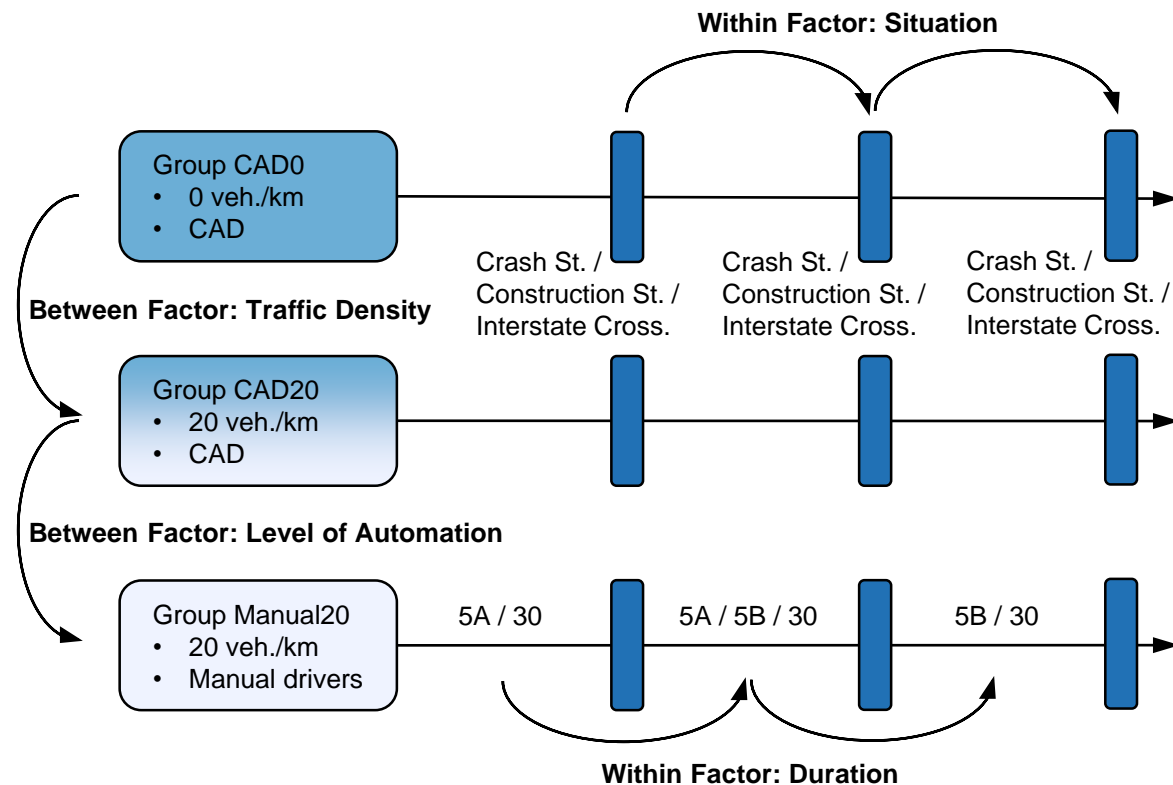 Within Factor: Situation
Group CAD0
• 0 veh./km
• CAD
Crash St. /
Construction St. /
Interstate Cross.
Crash St. /
Construction St. /
Interstate Cross.
Crash St. /
Construction St. /
Interstate Cross.
Between Factor: Traffic Density
Group CAD20
• 20 veh./km
• CAD
Between Factor: Level of Automation
Group Manual20
• 20 veh./km
• Manual drivers
5A / 30
5A / 5B / 30
5B / 30
Within Factor: Duration